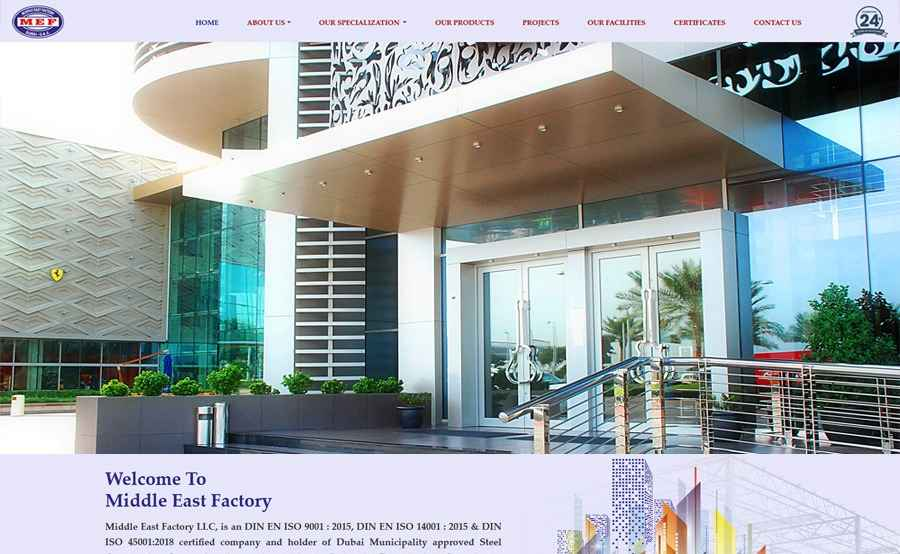 MEF
DUBAI - U.A.E
HOME
ABOUT US
OUR SPECIALIZATION
OUR PRODUCTS
PROJECTS
OUR FACILITIES
CERTIFICATES
CONTACT US
24
Welcome To
Middle East Factory
Middle East Factory LLC, is an DIN EN ISO 9001 : 2015, DIN EN ISO 14001 : 2015 & DIN
ISO 45001:2018 certified company and holder of Dubai Municipality approved Steel